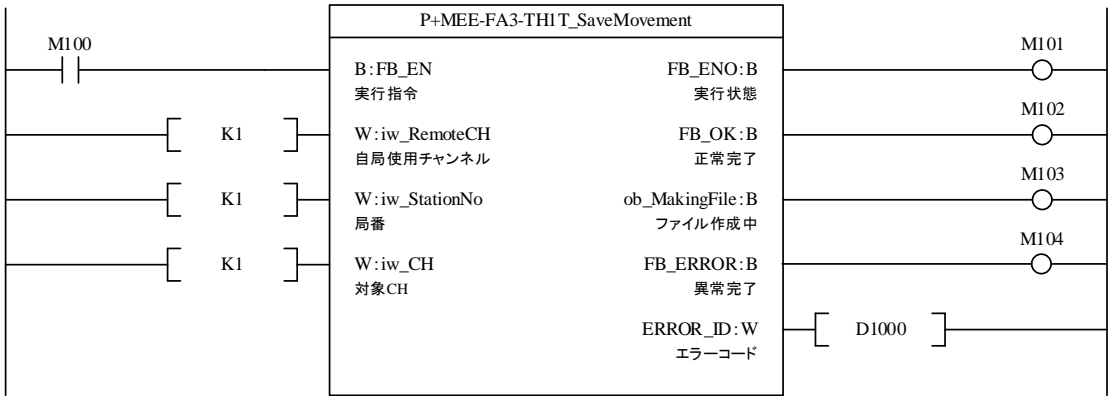 P+MEE-FA3-TH1T_SaveMovement
M100
M101
B:FB_EN
FB_ENO:B
実行指令
実行状態
M102
K1
W:iw_RemoteCH
FB_OK:B
自局使用チャンネル
正常完了
M103
K1
W:iw_StationNo
ob_MakingFile:B
局番
ファイル作成中
M104
K1
W:iw_CH
FB_ERROR:B
対象CH
異常完了
ERROR_ID:W
D1000
エラーコード